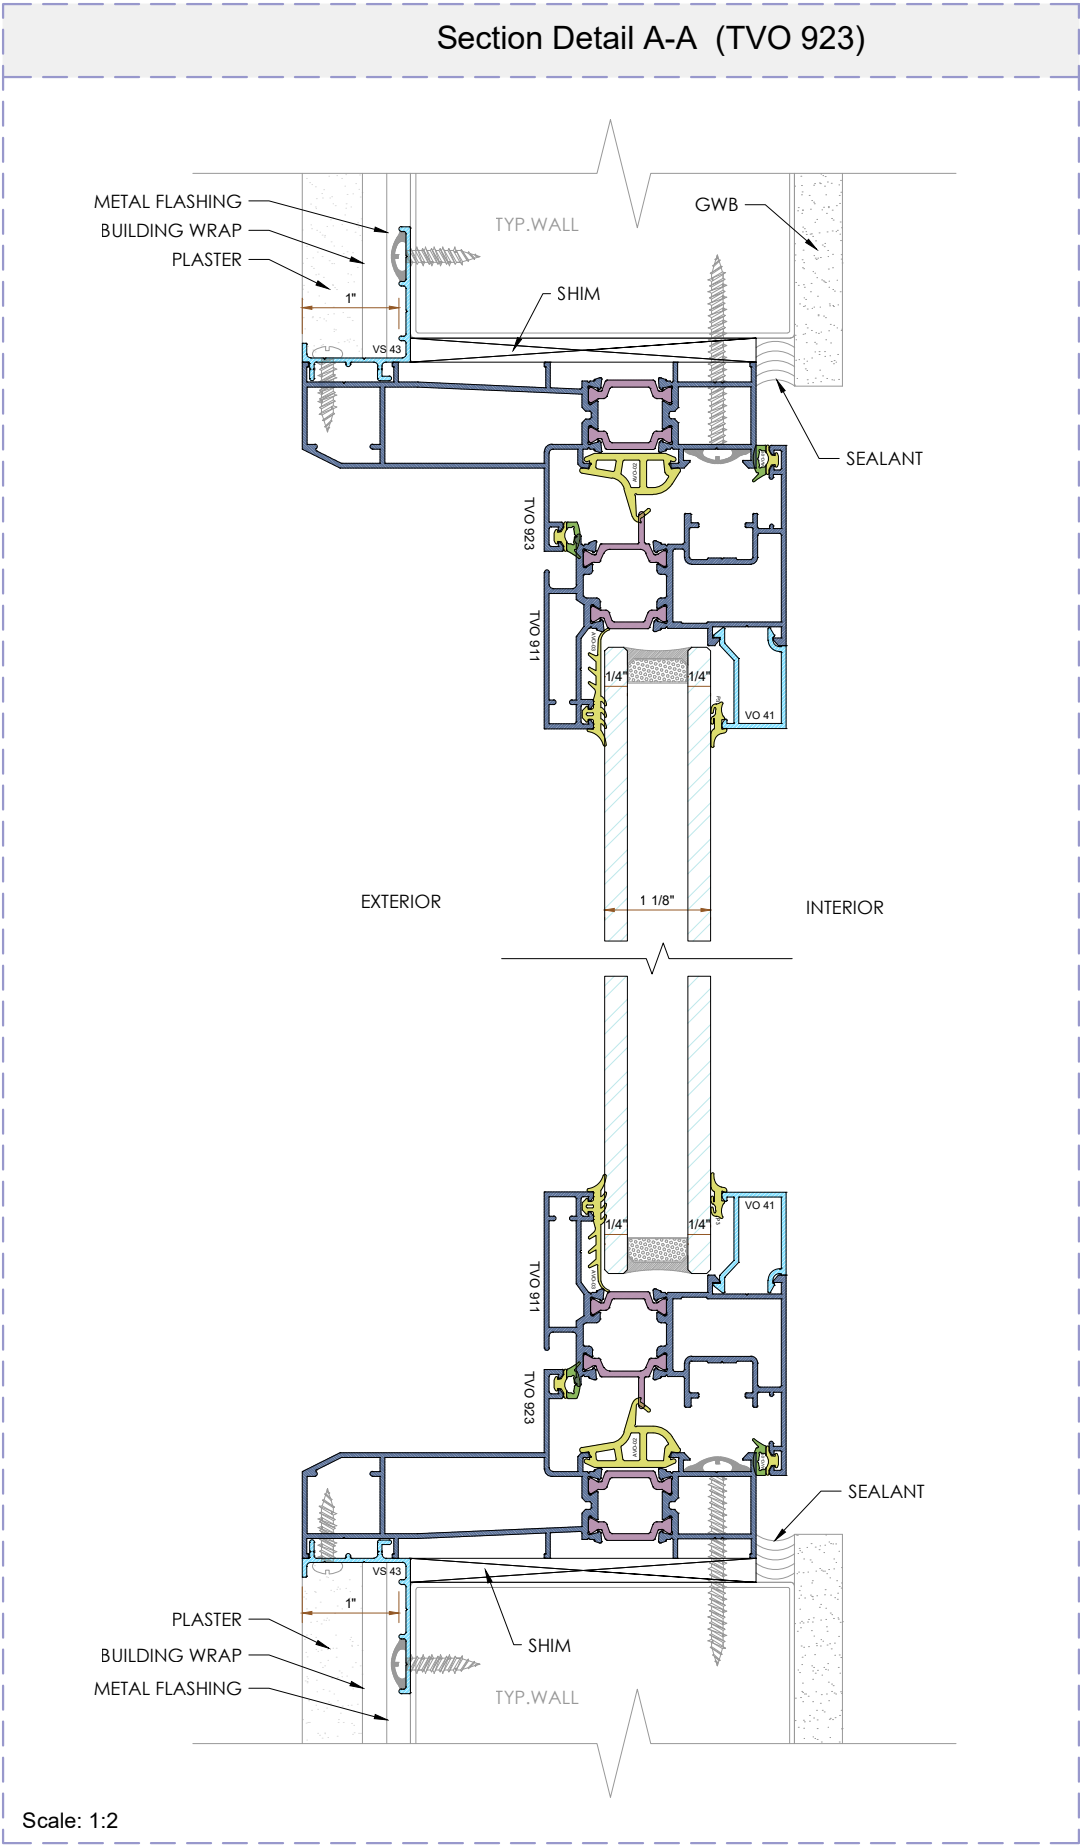 Section Detail A-A (TVO 923)
METAL FLASHING
BUILDING WRAP
PLASTER
TYP.WALL
GWB
SHIM
1"
VS 43
SEALANT
TVO 923
TVO 911
1/4"
1/4"
VO 41
EXTERIOR
1 1/8"
INTERIOR
VO 41
1/4"
1/4"
TVO 911
TVO 923
AVO-02
SEALANT
VS 43
1"
PLASTER
SHIM
BUILDING WRAP
METAL FLASHING
TYP.WALL
Scale: 1:2